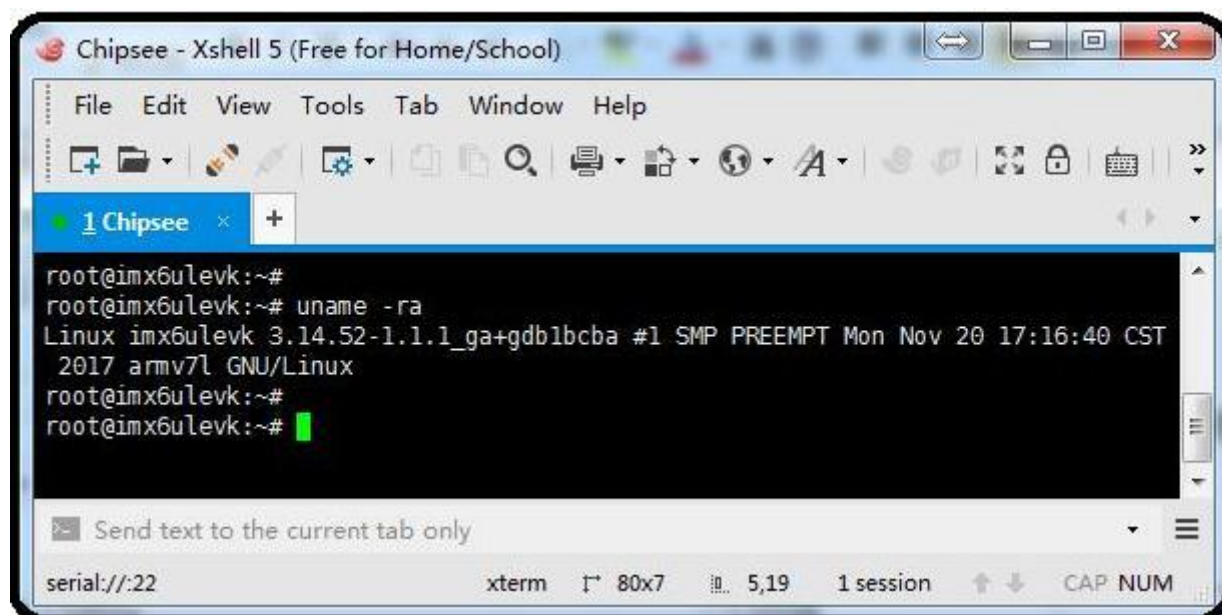 Chipsee - Xshell 5 (Free for Home/School)
File Edit View Tools Tab Window Help
1 Chipsee × +
root@imx6ulevk:~#
root@imx6ulevk:~# uname -ra
Linux imx6ulevk 3.14.52-1.1.1_ga+gdb1bcba #1 SMP PREEMPT Mon Nov 20 17:16:40 CST
2017 armv7l GNU/Linux
root@imx6ulevk:~#
root@imx6ulevk:~#
Send text to the current tab only
serial://:22 xterm 80x7 5,19 1 session CAP NUM